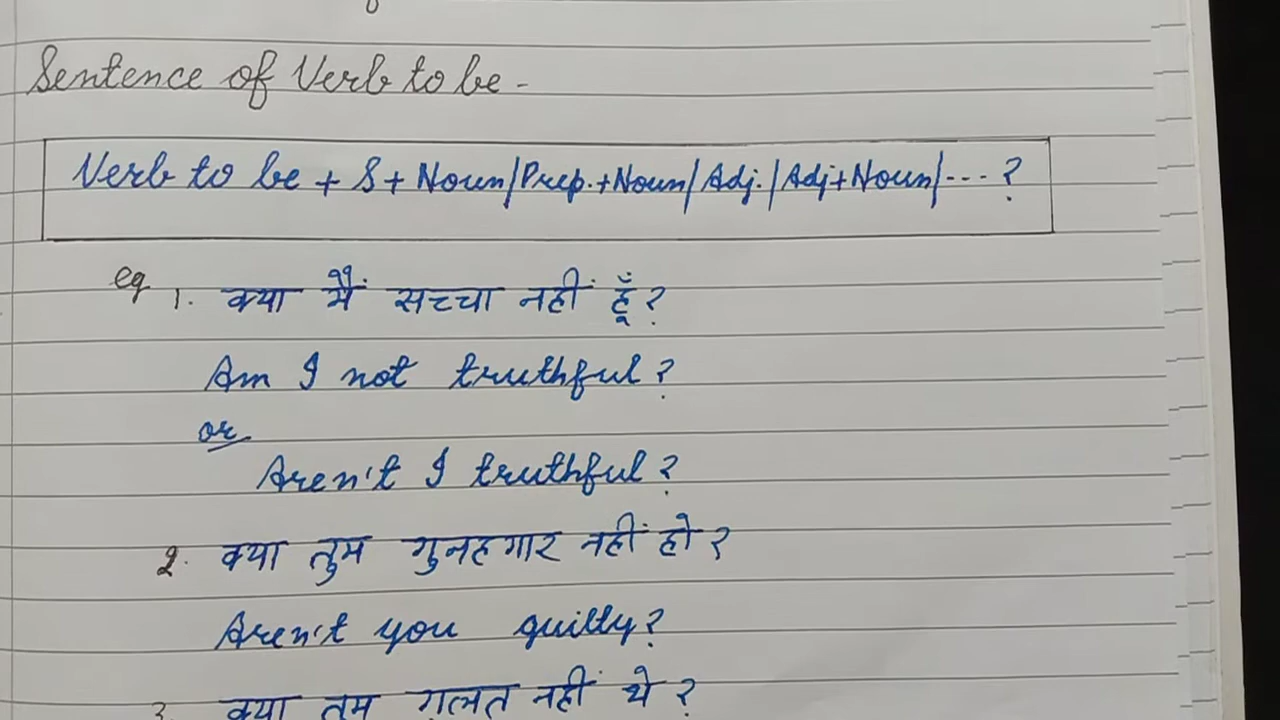 Sentence of Verb to be -
Verb to be + S + Noun/Prep.+Noun/Adj./Adj+Noun/--- ?
eg 1. क्या मैं सच्चा नहीं हूँ?
Am I not truthful?
or
Aren't I truthful?
2. क्या तुम गुनहगार नहीं हो?
Aren't you guilty?
3. क्या तुम ग़लत नहीं थे?